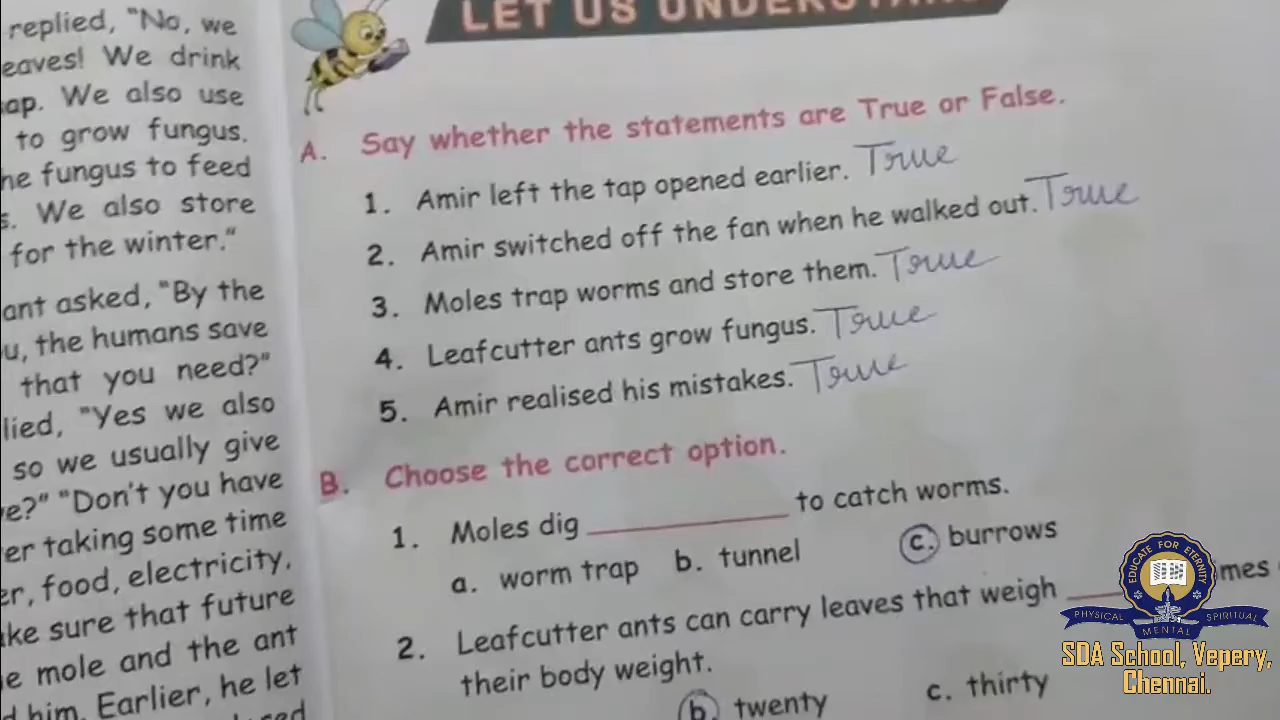 replied, "No, we
eaves! We drink
ap. We also use
to grow fungus.
he fungus to feed
s. We also store
for the winter."
ant asked, "By the
u, the humans save
that you need?"
lied, "Yes we also
so we usually give
e?" "Don't you have
er taking some time
er, food, electricity,
ke sure that future
e mole and the ant
d him. Earlier, he let
LET US
A. Say whether the statements are True or False.
1. Amir left the tap opened earlier. True
2. Amir switched off the fan when he walked out. True
3. Moles trap worms and store them. True
4. Leafcutter ants grow fungus. True
5. Amir realised his mistakes. True
B. Choose the correct option.
1. Moles dig ____________ to catch worms.
a. worm trap b. tunnel c. burrows
2. Leafcutter ants can carry leaves that weigh ____ mes
their body weight.
b. twenty c. thirty
EDUCATE FOR ETERNITY
PHYSICAL MENTAL SPIRITUAL
SDA School, Vepery,
Chennai.